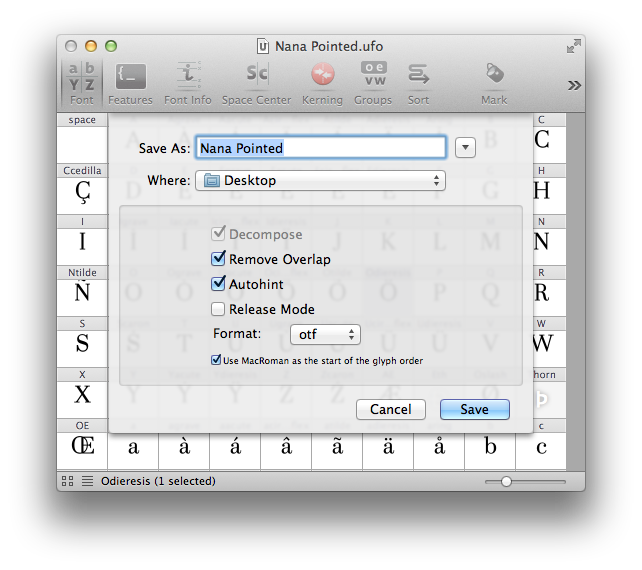 Nana Pointed.ufo
a b
Y Z
{_
i
Sc
o e
v w
Font Features Font Info Space Center Kerning Groups Sort Mark »
space C
A B C
Save As: Nana Pointed
Ccedilla H
Where: Desktop
Ç D E G H
I N
Decompose
I J K L M N
Remove Overlap
Ntilde R
Autohint
Ñ P Q R
Release Mode
S W
Format: otf
S T W
Use MacRoman as the start of the glyph order
X Thorn
X Y Z Þ
Cancel Save
OE c
Œ a à á â ã ä å b c
Odieresis (1 selected)